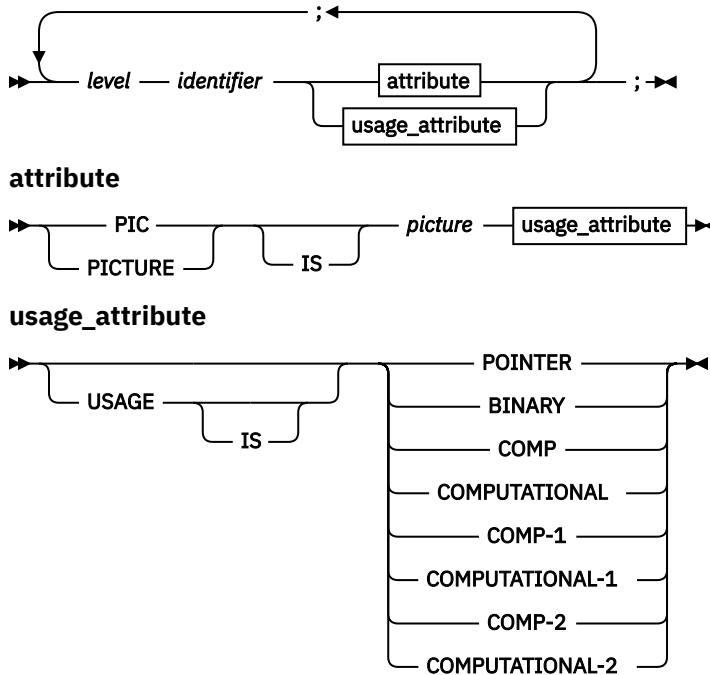 ;
level identifier attribute ;
usage_attribute
attribute
PIC picture usage_attribute
PICTURE IS
usage_attribute
POINTER
USAGE BINARY
IS COMP
COMPUTATIONAL
COMP-1
COMPUTATIONAL-1
COMP-2
COMPUTATIONAL-2